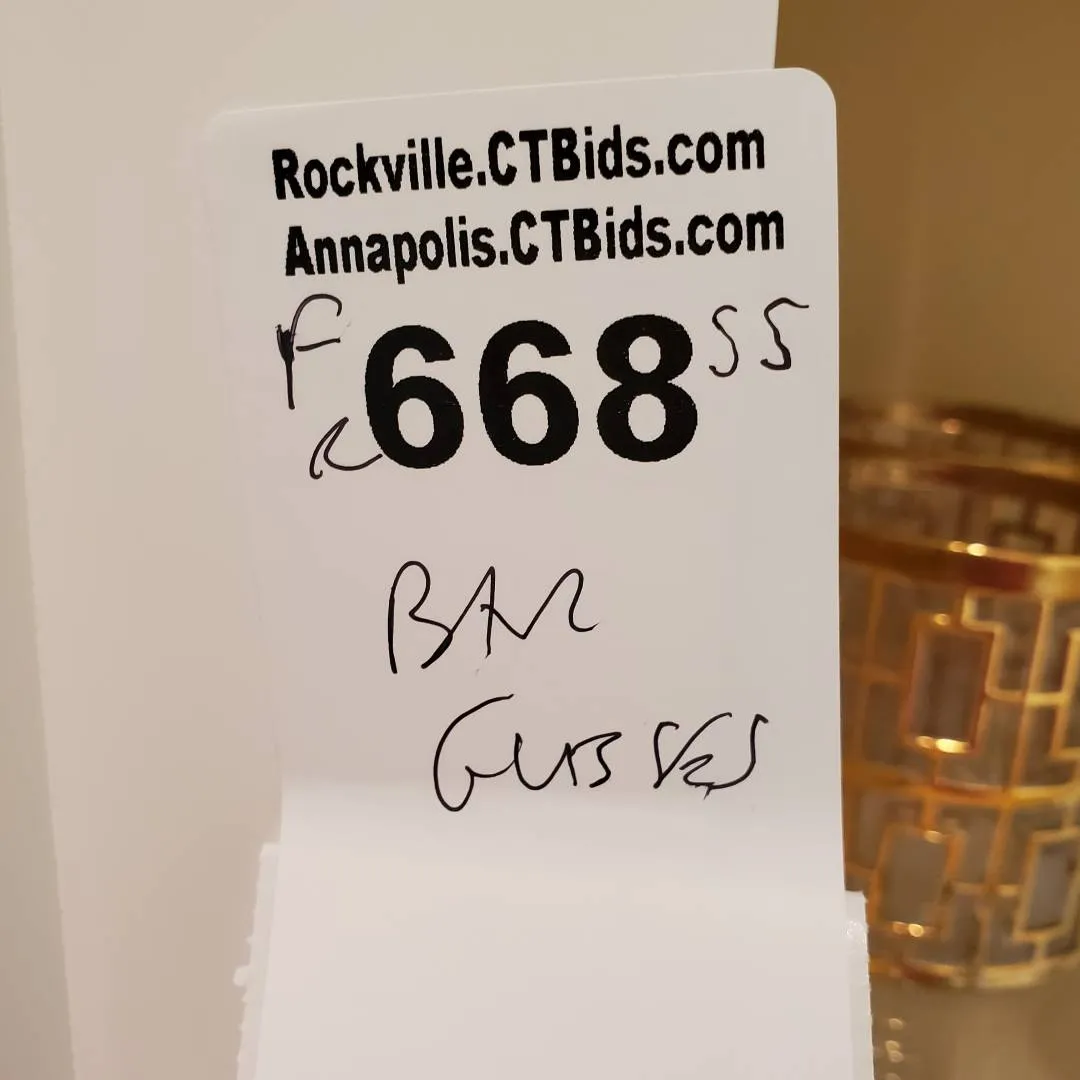 Rockville.CTBids.com
Annapolis.CTBids.com
F 668 SS
R
BAR
GLASSES